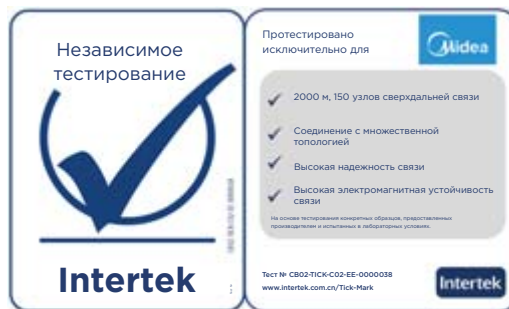 Независимое
тестирование
Intertek
Протестировано
исключительно для
Midea
2000 м, 150 узлов сверхдальней связи
Соединение с множественной
топологией
Высокая надежность связи
Высокая электромагнитная устойчивость
связи
На основе тестирования конкретных образцов, предоставленных
производителем и испытанных в лабораторных условиях.
Тест № CB02-TICK-C02-EE-0000038
www.intertek.com.cn/Tick-Mark
Intertek